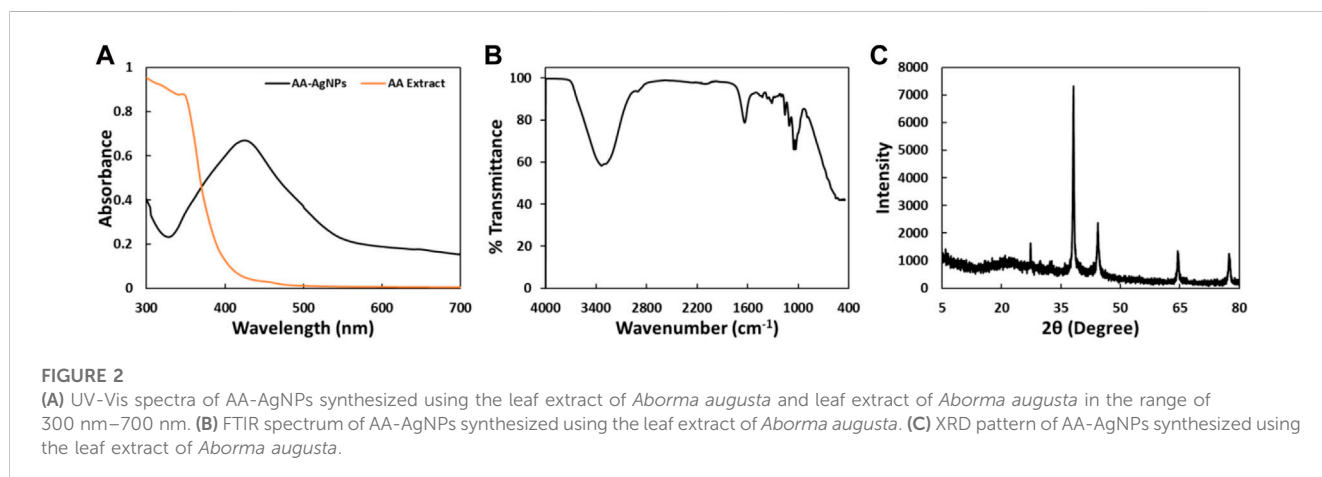 A
1
0.8
0.6
0.4
0.2
0
Absorbance
AA-AgNPs AA Extract
300 400 500 600 700
Wavelength (nm)
B
100
80
60
40
20
0
% Transmittance
4000 3400 2800 2200 1600 1000 400
Wavenumber (cm-1)
C
8000
7000
6000
5000
4000
3000
2000
1000
0
Intensity
5 20 35 50 65 80
2θ (Degree)
FIGURE 2
(A) UV-Vis spectra of AA-AgNPs synthesized using the leaf extract of Aborma augusta and leaf extract of Aborma augusta in the range of
300 nm–700 nm. (B) FTIR spectrum of AA-AgNPs synthesized using the leaf extract of Aborma augusta. (C) XRD pattern of AA-AgNPs synthesized using
the leaf extract of Aborma augusta.